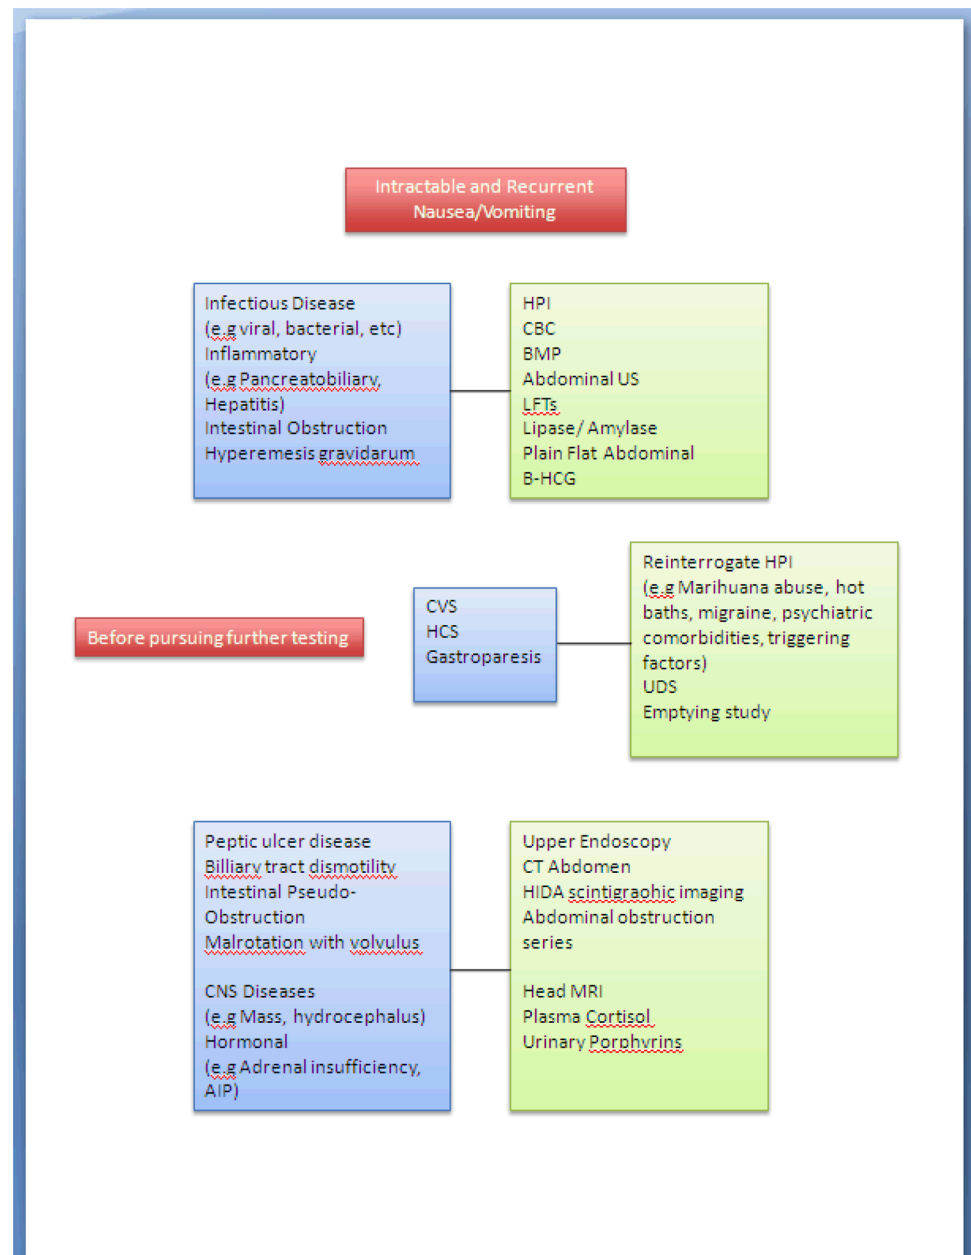 Intractable and Recurrent
Nausea/Vomiting
Infectious Disease
(e.g viral, bacterial, etc)
Inflammatory
(e.g Pancreatobiliary,
Hepatitis)
Intestinal Obstruction
Hyperemesis gravidarum
HPI
CBC
BMP
Abdominal US
LFTs
Lipase/ Amylase
Plain Flat Abdominal
B-HCG
Before pursuing further testing
CVS
HCS
Gastroparesis
Reinterrogate HPI
(e.g Marihuana abuse, hot
baths, migraine, psychiatric
comorbidities, triggering
factors)
UDS
Emptying study
Peptic ulcer disease
Billiary tract dismotility
Intestinal Pseudo-
Obstruction
Malrotation with volvulus
CNS Diseases
(e.g Mass, hydrocephalus)
Hormonal
(e.g Adrenal insufficiency,
AIP)
Upper Endoscopy
CT Abdomen
HIDA scintigraohic imaging
Abdominal obstruction
series
Head MRI
Plasma Cortisol
Urinary Porphyrins